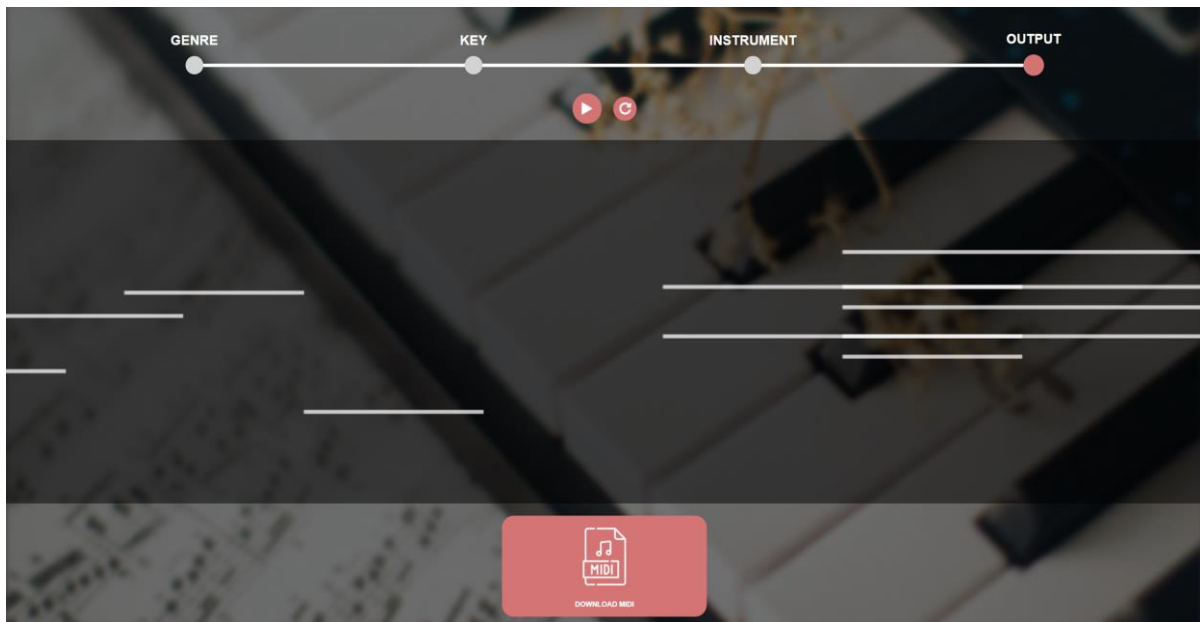 GENRE
KEY
INSTRUMENT
OUTPUT
MIDI
DOWNLOAD MIDI